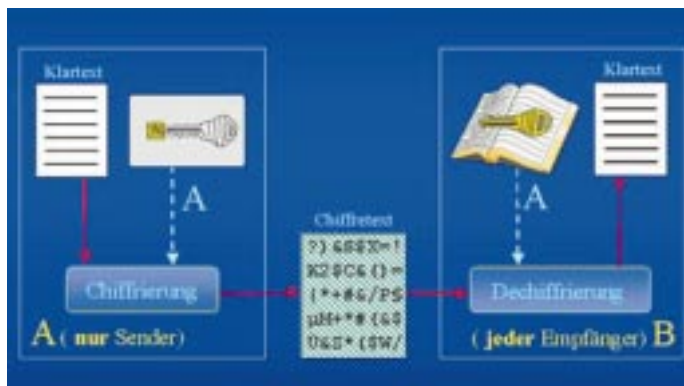 Klartext
A
Chiffrierung
A ( nur Sender)
Chiffretext
?) &S$X=!
K2$C&()=
(*+#&/P$
µH+*#(&$
U&S*($W/
Klartext
A
Dechiffrierung
( jeder Empfänger) B